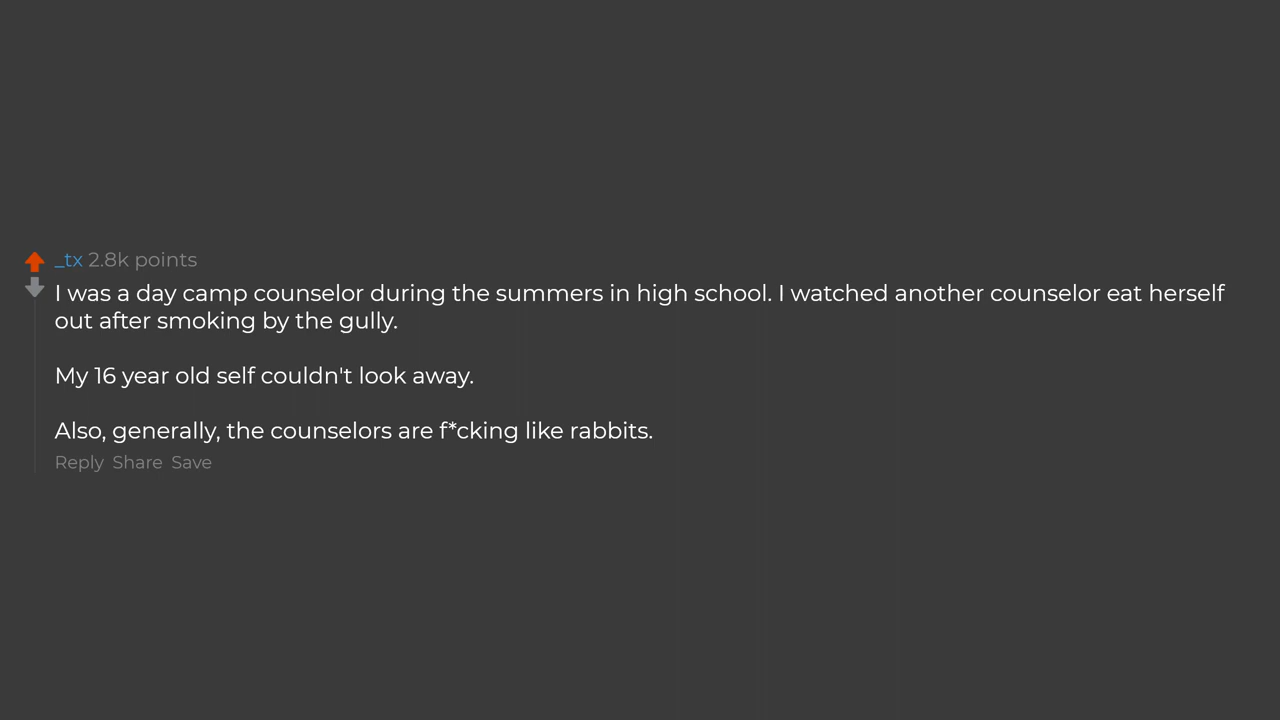 _tx 2.8k points
I was a day camp counselor during the summers in high school. I watched another counselor eat herself
out after smoking by the gully.
My 16 year old self couldn't look away.
Also, generally, the counselors are f*cking like rabbits.
Reply Share Save